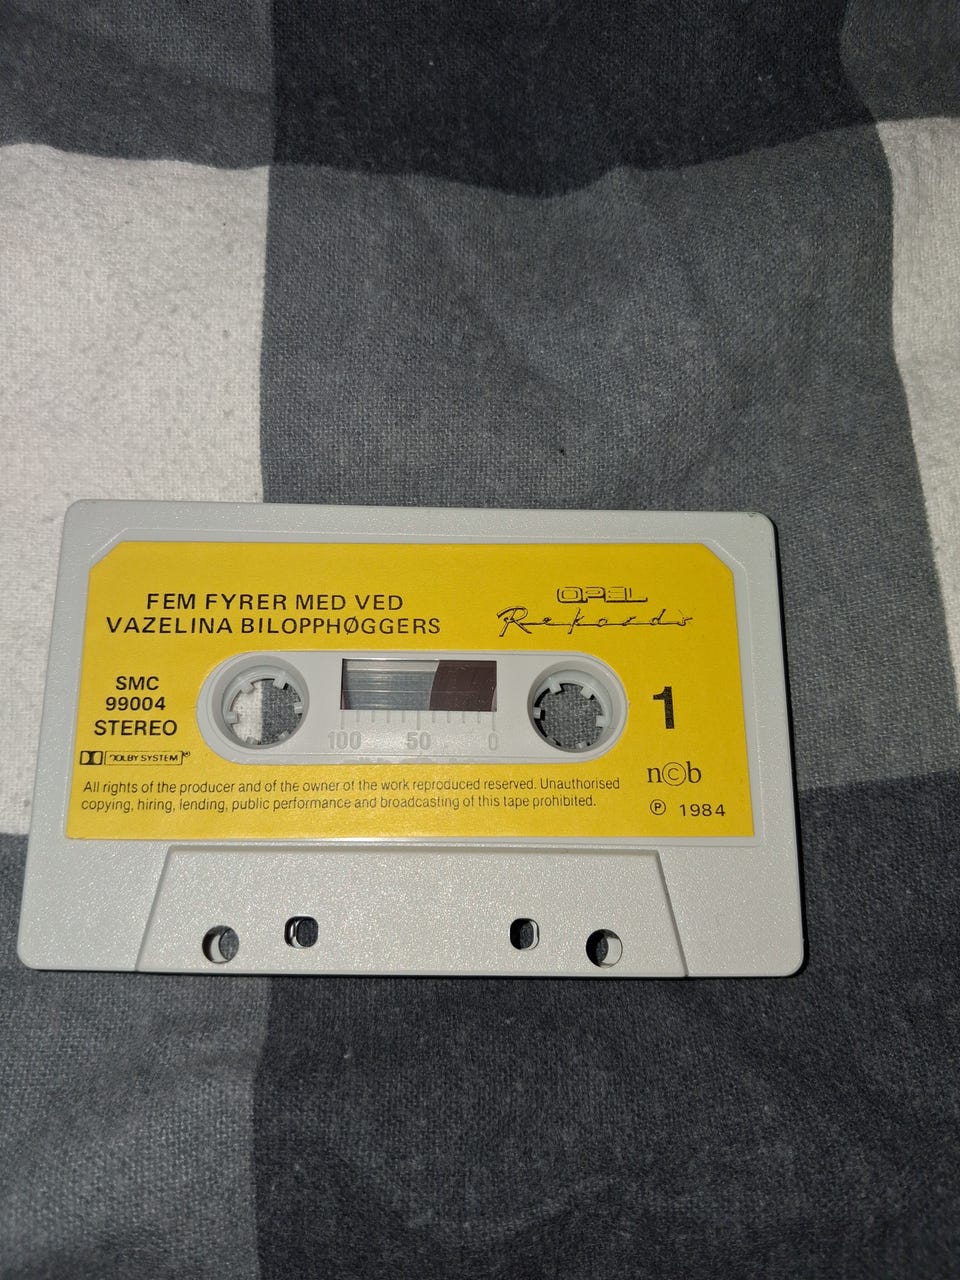 FEM FYRER MED VED
VAZELINA BILOPPHØGGERS
OPEL
Rekords
SMC
99004
STEREO
1
100 50 0
DOLBY SYSTEM®
n©b
All rights of the producer and of the owner of the work reproduced reserved. Unauthorised
copying, hiring, lending, public performance and broadcasting of this tape prohibited.
℗ 1984